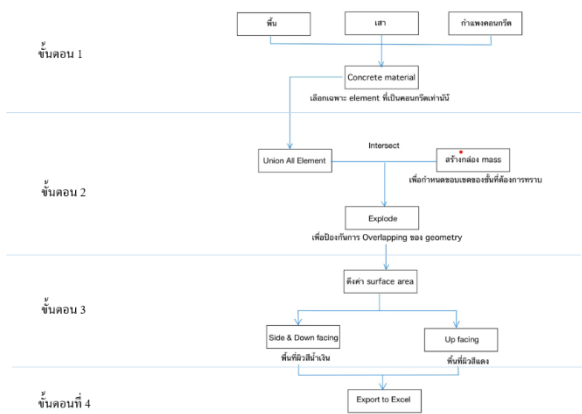 พื้น
เสา
กำแพงคอนกรีต
ขั้นตอน 1
Concrete material
เลือกเฉพาะ element ที่เป็นคอนกรีตเท่านั้น
Intersect
Union All Element
สร้างกล่อง mass
เพื่อกำหนดขอบเขตของชั้นที่ต้องการทราบ
ขั้นตอน 2
Explode
เพื่อป้องกันการ Overlapping ของ geometry
ดึงค่า surface area
ขั้นตอน 3
Side & Down facing
Up facing
พื้นที่ผิวสีน้ำเงิน
พื้นที่ผิวสีแดง
ขั้นตอนที่ 4
Export to Excel